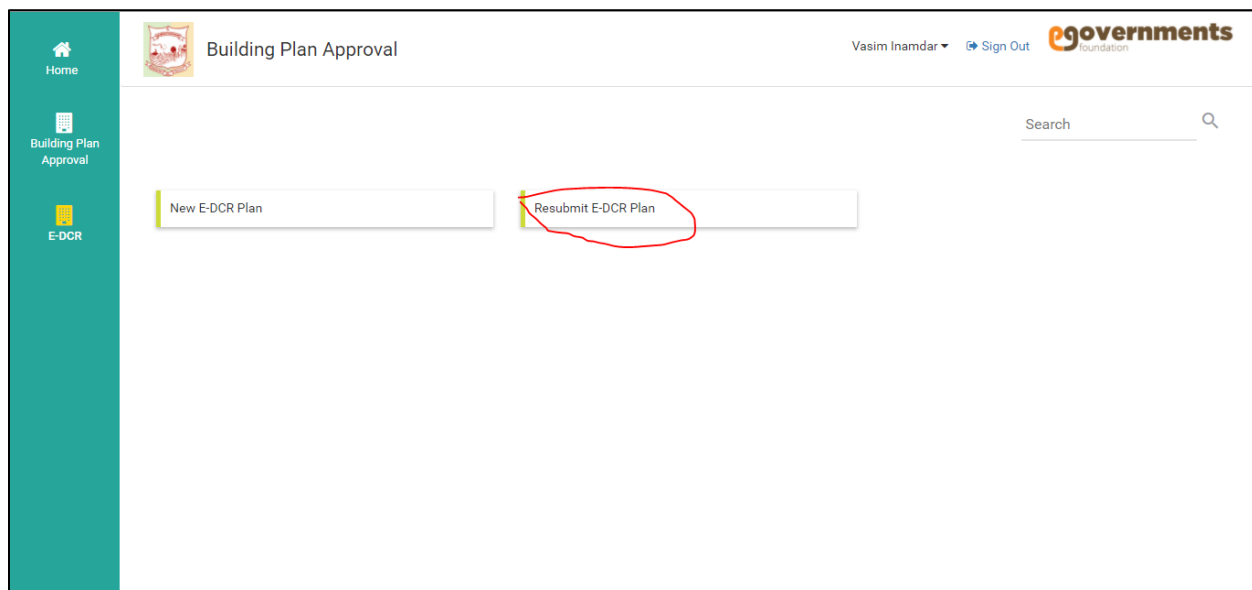 Home
Building Plan Approval
Vasim Inamdar
Sign Out
egovernments
foundation
Search
Building Plan
Approval
New E-DCR Plan
Resubmit E-DCR Plan
E-DCR